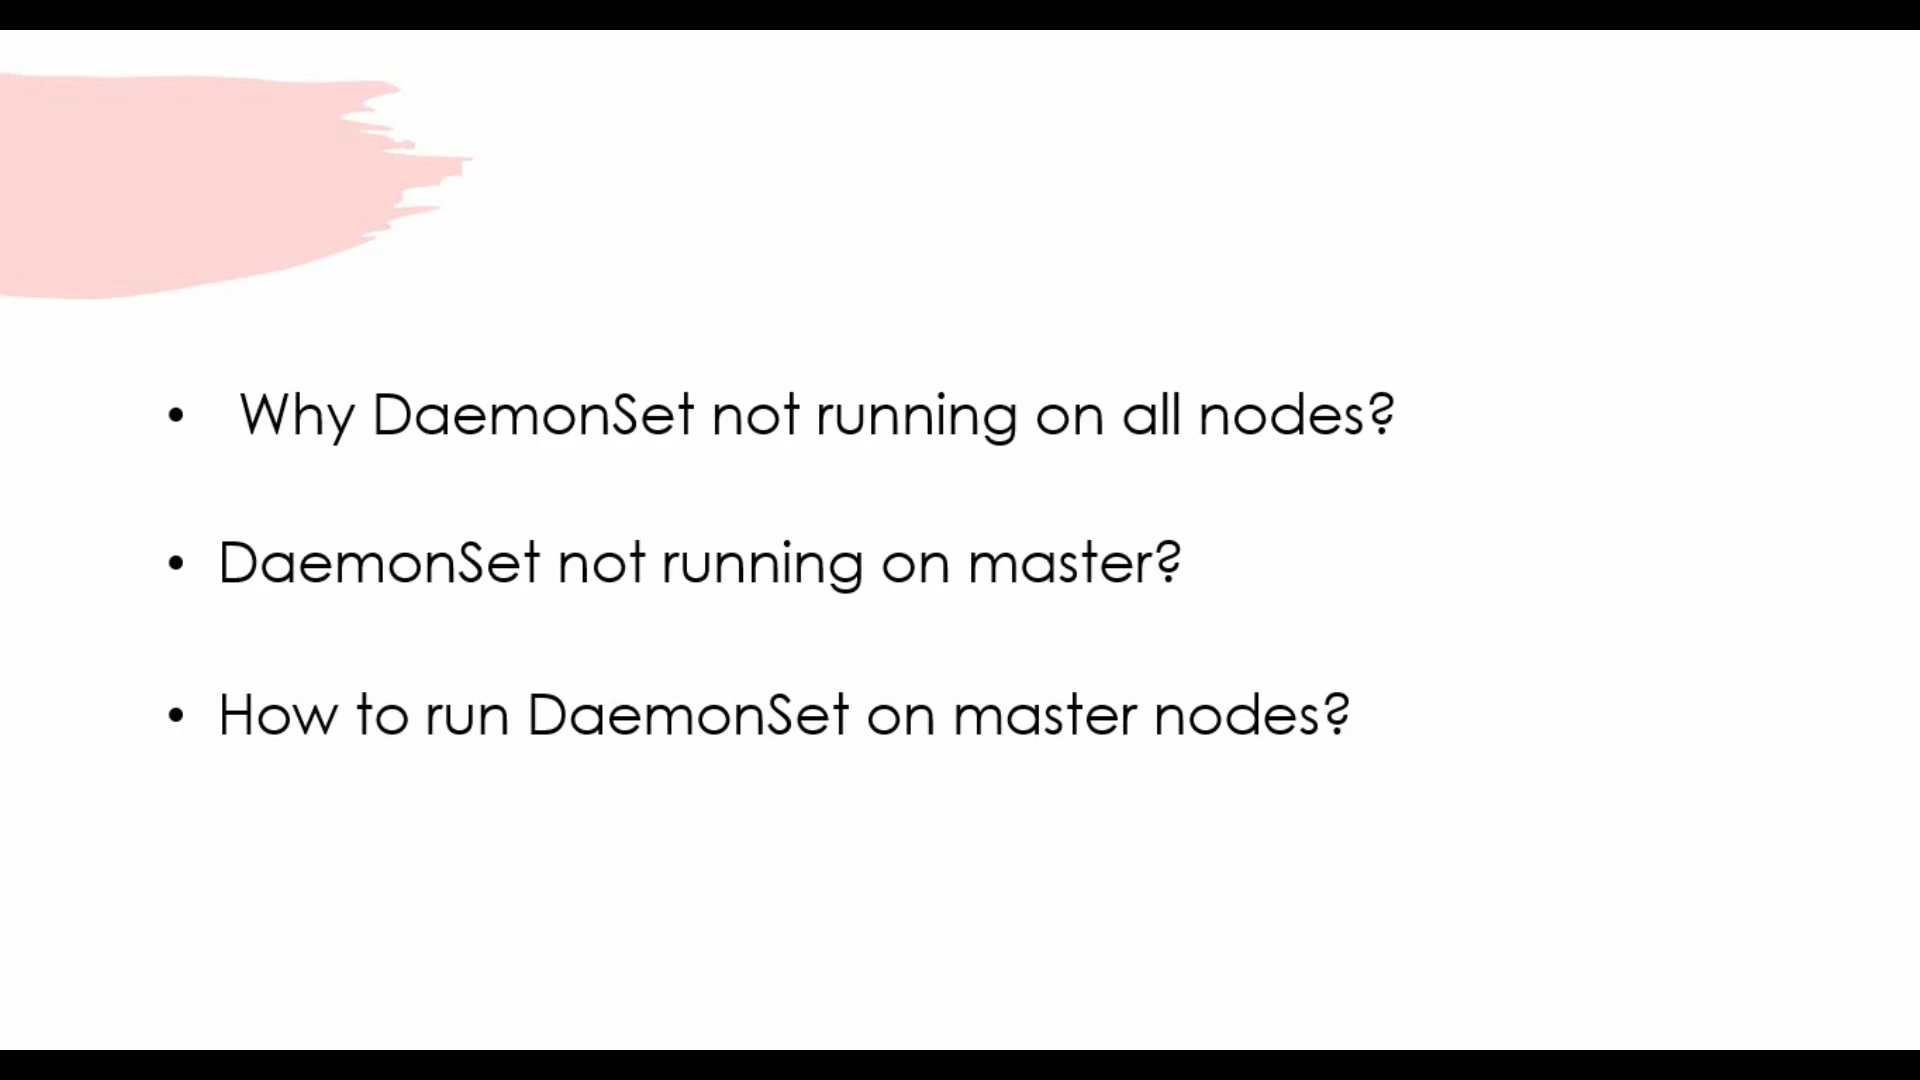 • Why DaemonSet not running on all nodes?
• DaemonSet not running on master?
• How to run DaemonSet on master nodes?